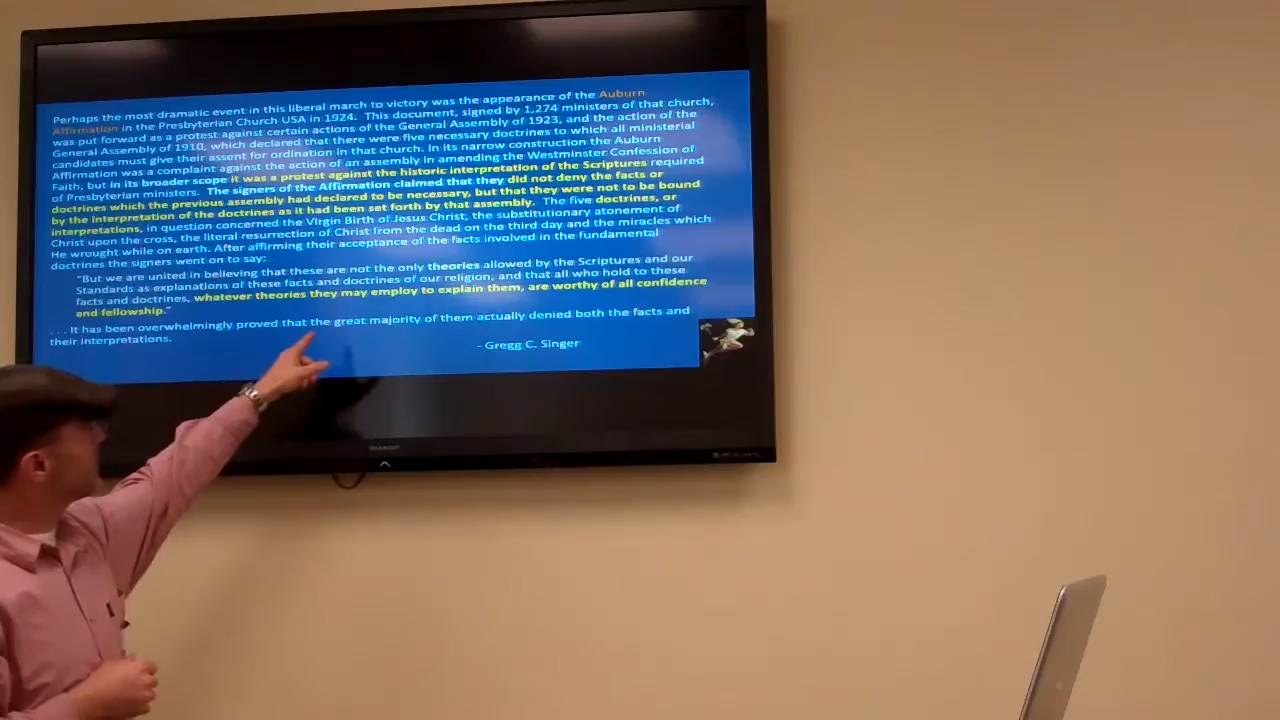 Perhaps the most dramatic event in this liberal march to victory was the appearance of the Auburn
Affirmation in the Presbyterian Church USA in 1924. This document, signed by 1,274 ministers of that church,
was put forward as a protest against certain actions of the General Assembly of 1923, and the action of the
General Assembly of 1910, which declared that there were five necessary doctrines to which all ministerial
candidates must give their assent for ordination in that church. In its narrow construction the Auburn
Affirmation was a complaint against the action of an assembly in amending the Westminster Confession of
Faith, but in its broader scope it was a protest against the historic interpretation of the Scriptures required
of Presbyterian ministers. The signers of the Affirmation claimed that they did not deny the facts or
doctrines which the previous assembly had declared to be necessary, but that they were not to be bound
by the interpretation of the doctrines as it had been set forth by that assembly. The five doctrines, or
interpretations, in question concerned the Virgin Birth of Jesus Christ, the substitutionary atonement of
Christ upon the cross, the literal resurrection of Christ from the dead on the third day and the miracles which
He wrought while on earth. After affirming their acceptance of the facts involved in the fundamental
doctrines the signers went on to say:
"But we are united in believing that these are not the only theories allowed by the Scriptures and our
Standards as explanations of these facts and doctrines of our religion, and that all who hold to these
facts and doctrines, whatever theories they may employ to explain them, are worthy of all confidence
and fellowship."
. . . It has been overwhelmingly proved that the great majority of them actually denied both the facts and
their interpretations.
- Gregg C. Singer
SHARP